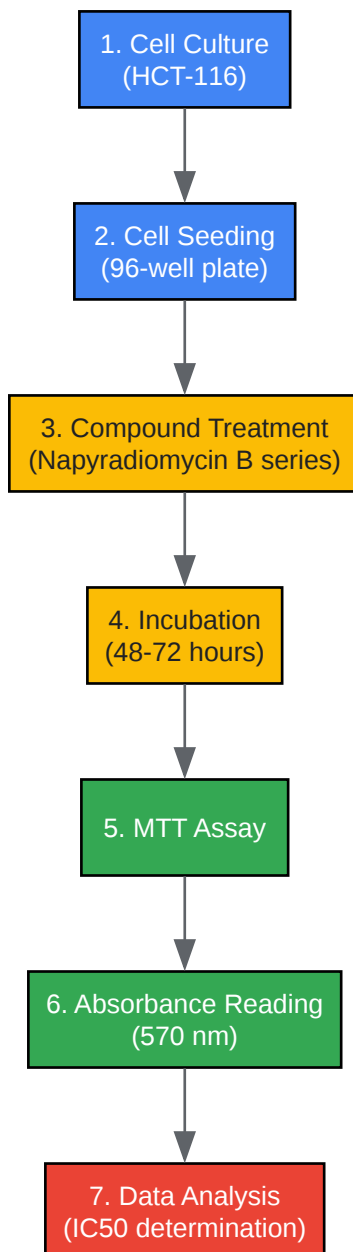 1. Cell Culture
(HCT-116)
2. Cell Seeding
(96-well plate)
3. Compound Treatment
(Napyradiomycin B series)
4. Incubation
(48-72 hours)
5. MTT Assay
6. Absorbance Reading
(570 nm)
7. Data Analysis
(IC50 determination)